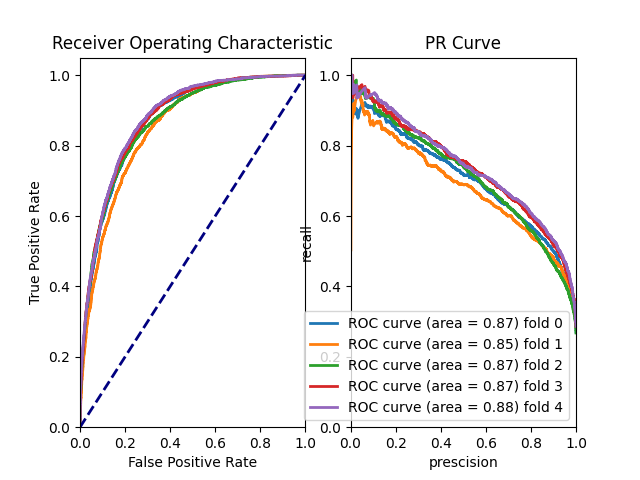 Receiver Operating Characteristic
True Positive Rate
1.0
0.8
0.6
0.4
0.2
0.0
0.0 0.2 0.4 0.6 0.8 1.0
False Positive Rate
PR Curve
recall
1.0
0.8
0.6
0.4
0.2
0.0
0.0 0.2 0.4 0.6 0.8 1.0
prescision
ROC curve (area = 0.87) fold 0
ROC curve (area = 0.85) fold 1
ROC curve (area = 0.87) fold 2
ROC curve (area = 0.87) fold 3
ROC curve (area = 0.88) fold 4